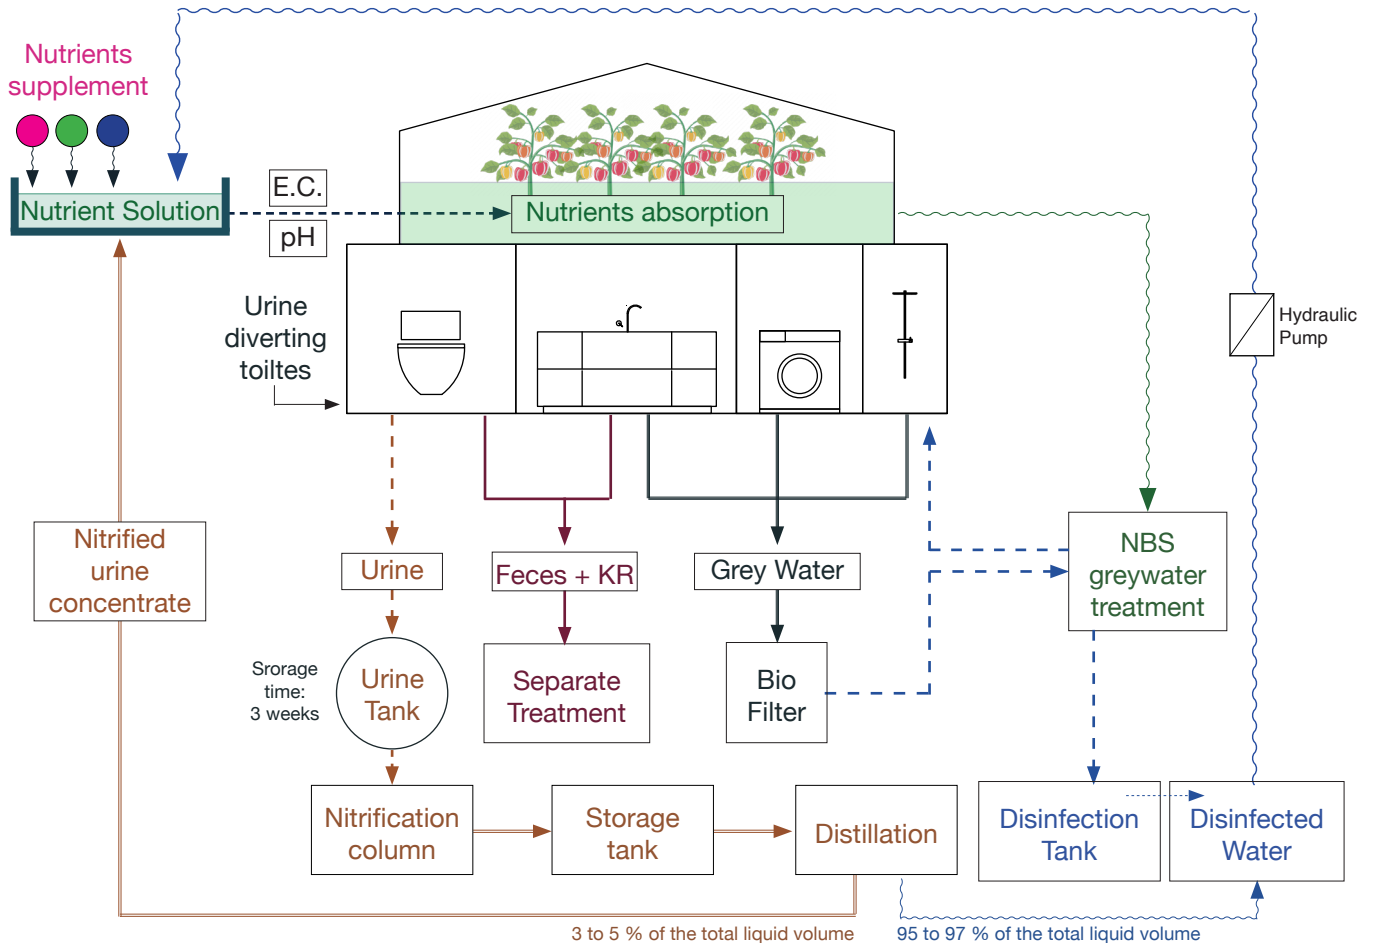 Nutrients
supplement
Nutrient Solution
E.C.
pH
Nutrients absorption
Urine
diverting
toiltes
Hydraulic
Pump
Nitrified
urine
concentrate
Urine
Feces + KR
Grey Water
NBS
greywater
treatment
Srorage
time:
3 weeks
Urine
Tank
Separate
Treatment
Bio
Filter
Nitrification
column
Storage
tank
Distillation
Disinfection
Tank
Disinfected
Water
3 to 5 % of the total liquid volume
95 to 97 % of the total liquid volume